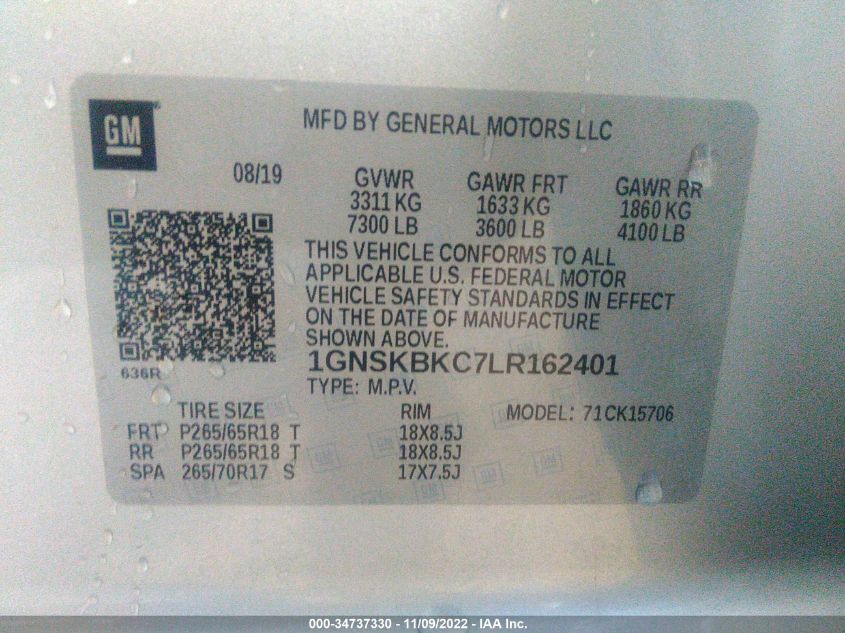 GM
MFD BY GENERAL MOTORS LLC
08/19
GVWR GAWR FRT GAWR RR
3311 KG 1633 KG 1860 KG
7300 LB 3600 LB 4100 LB
THIS VEHICLE CONFORMS TO ALL
APPLICABLE U.S. FEDERAL MOTOR
VEHICLE SAFETY STANDARDS IN EFFECT
ON THE DATE OF MANUFACTURE
SHOWN ABOVE.
1GNSKBKC7LR162401
636R
TYPE: M.P.V.
TIRE SIZE RIM MODEL: 71CK15706
FRT P265/65R18 T 18X8.5J
RR P265/65R18 T 18X8.5J
SPA 265/70R17 S 17X7.5J
000-34737330 - 11/09/2022 - IAA Inc.